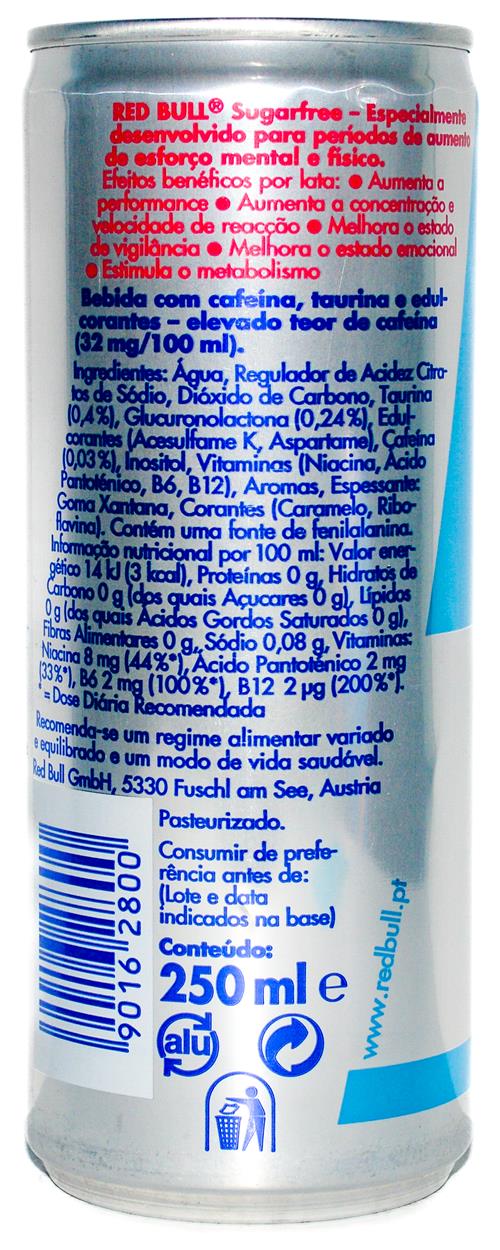 RED BULL® Sugarfree – Especialmente
desenvolvido para períodos de aumento
de esforço mental e físico.
Efeitos benéficos por lata: ● Aumenta a
performance ● Aumenta a concentração e
velocidade de reacção ● Melhora o estado
de vigilância ● Melhora o estado emocional
● Estimula o metabolismo
Bebida com cafeína, taurina e edul-
corantes – elevado teor de cafeína
(32 mg/100 ml).
Ingredientes: Água, Regulador de Acidez Citra-
tos de Sódio, Dióxido de Carbono, Taurina
(0,4%), Glucuronolactona (0,24%), Edul-
corantes (Acesulfame K, Aspartame), Cafeína
(0,03%), Inositol, Vitaminas (Niacina, Ácido
Pantoténico, B6, B12), Aromas, Espessante:
Goma Xantana, Corantes (Caramelo, Ribo-
flavina). Contém uma fonte de fenilalanina.
Informação nutricional por 100 ml: Valor ener-
gético 14 kJ (3 kcal), Proteínas 0 g, Hidratos de
Carbono 0 g (dos quais Açucares 0 g), Lípidos
0 g (dos quais Ácidos Gordos Saturados 0 g),
Fibras Alimentares 0 g, Sódio 0,08 g, Vitaminas:
Niacina 8 mg (44%*), Ácido Pantoténico 2 mg
(33%*), B6 2 mg (100%*), B12 2 µg (200%*).
* = Dose Diária Recomendada
Recomenda-se um regime alimentar variado
e equilibrado e um modo de vida saudável.
Red Bull GmbH, 5330 Fuschl am See, Austria
Pasteurizado.
Consumir de prefe-
rência antes de:
(Lote e data
indicados na base)
Conteúdo:
250 ml e
alu
9016 2800
www.redbull.pt